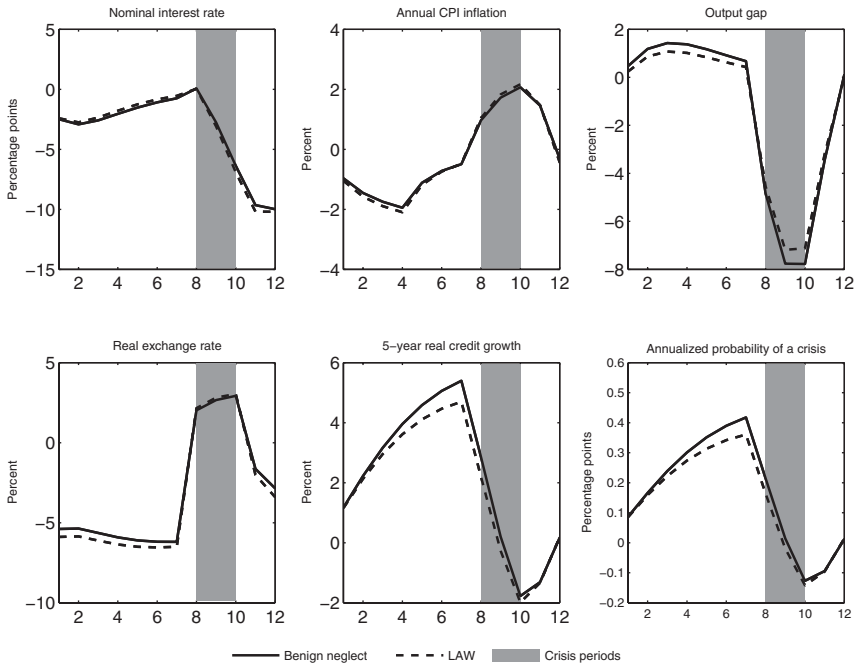 Nominal interest rate
5
0
−5
−10
−15
Percentage points
2 4 6 8 10 12
Annual CPI inflation
4
2
0
−2
−4
Percent
2 4 6 8 10 12
Output gap
2
0
−2
−4
−6
−8
2 4 6 8 10 12
Real exchange rate
5
0
−5
−10
Percent
2 4 6 8 10 12
5−year real credit growth
6
4
2
0
−2
Percent
2 4 6 8 10 12
Annualized probability of a crisis
0.6
0.5
0.4
0.3
0.2
0.1
0
−0.1
−0.2
Percentage points
2 4 6 8 10 12
Benign neglect LAW Crisis periods